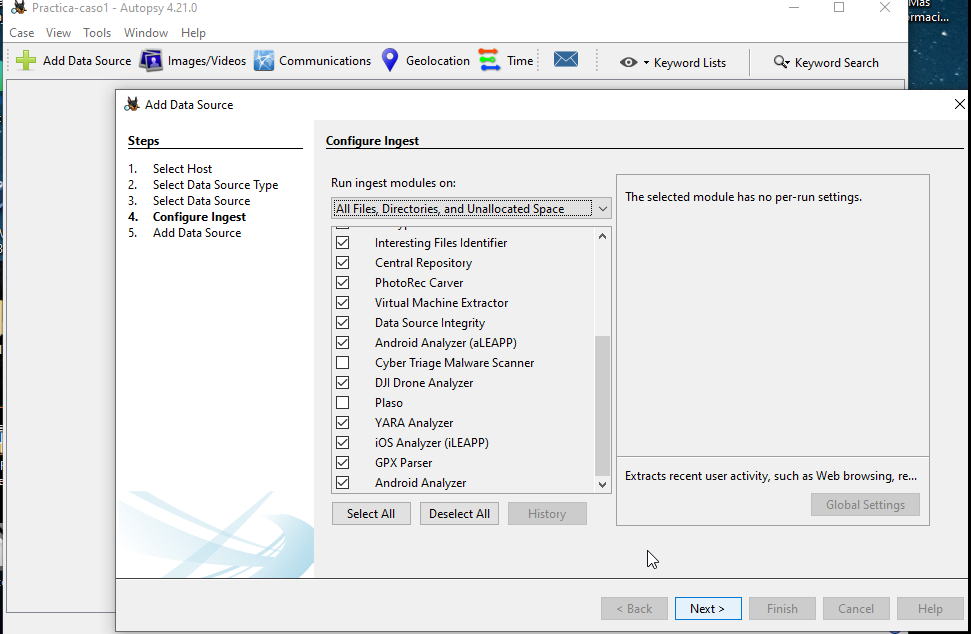 Practica-caso1 - Autopsy 4.21.0
Case View Tools Window Help
Add Data Source Images/Videos Communications Geolocation Time Keyword Lists Keyword Search
Add Data Source
Steps
1. Select Host
2. Select Data Source Type
3. Select Data Source
4. Configure Ingest
5. Add Data Source
Configure Ingest
Run ingest modules on:
All Files, Directories, and Unallocated Space
Interesting Files Identifier
Central Repository
PhotoRec Carver
Virtual Machine Extractor
Data Source Integrity
Android Analyzer (aLEAPP)
Cyber Triage Malware Scanner
DJI Drone Analyzer
Plaso
YARA Analyzer
iOS Analyzer (iLEAPP)
GPX Parser
Android Analyzer
Select All Deselect All History
The selected module has no per-run settings.
Extracts recent user activity, such as Web browsing, re...
Global Settings
< Back Next > Finish Cancel Help
Más
rmaci...